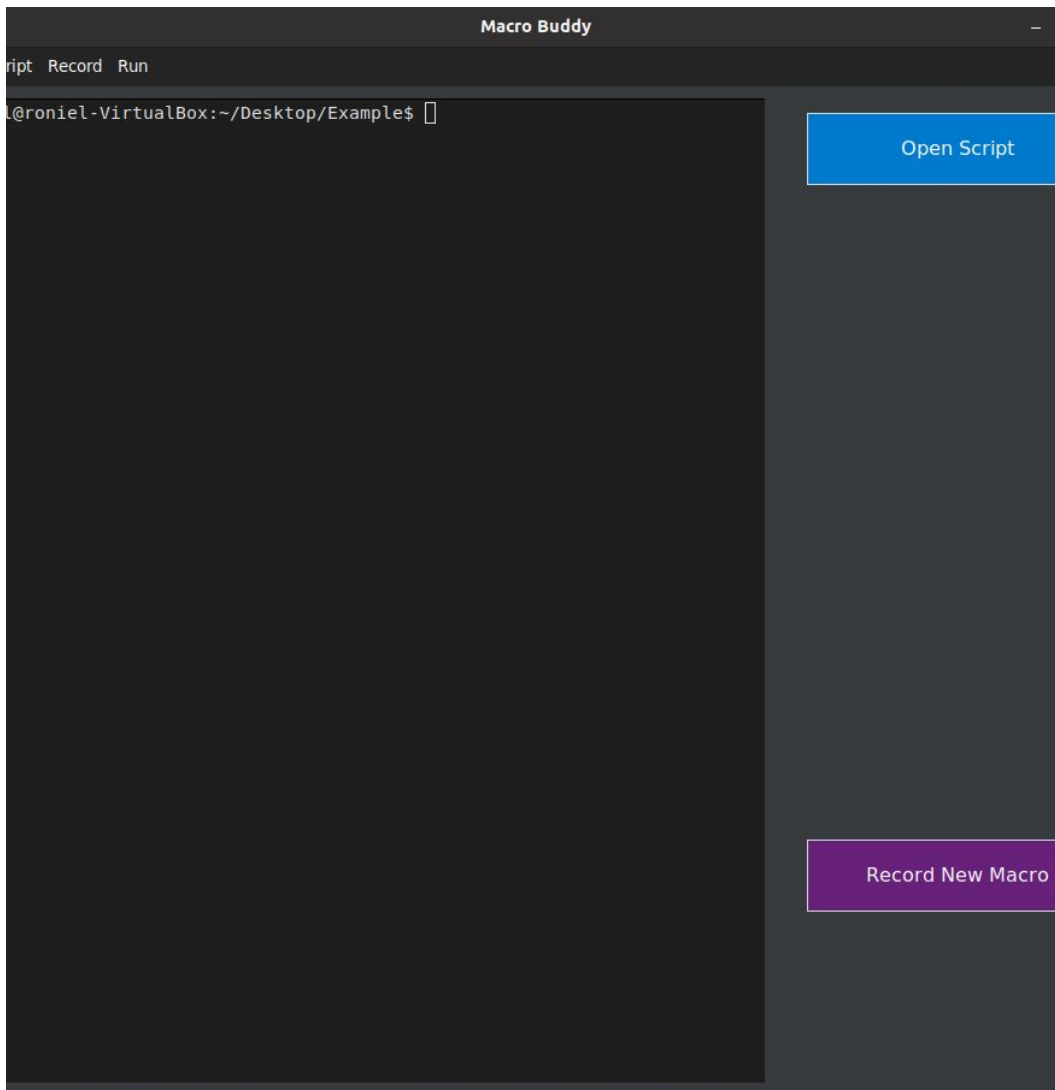 Macro Buddy
ript Record Run
l@roniel-VirtualBox:~/Desktop/Example$
Open Script
Record New Macro